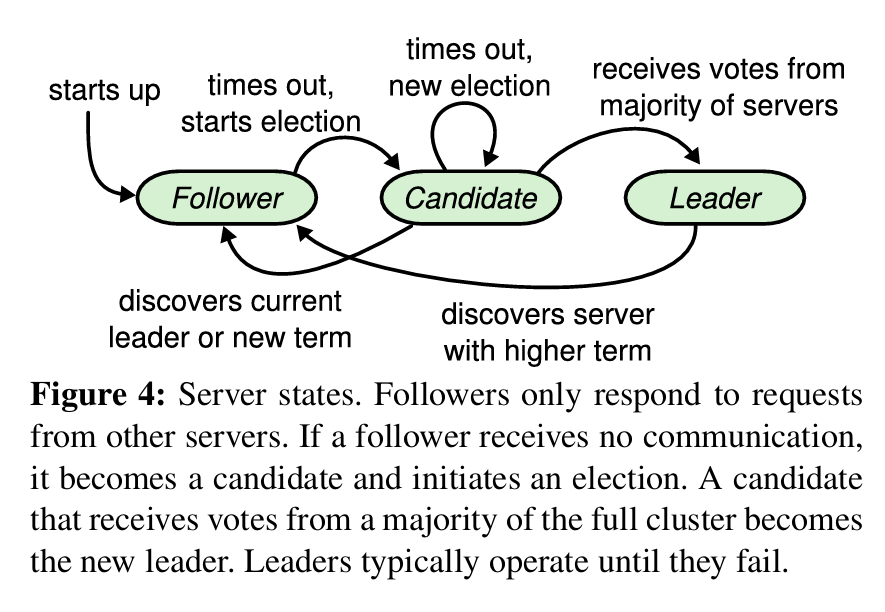 starts up
times out,
starts election
times out,
new election
receives votes from
majority of servers
Follower
Candidate
Leader
discovers current
leader or new term
discovers server
with higher term
Figure 4: Server states. Followers only respond to requests
from other servers. If a follower receives no communication,
it becomes a candidate and initiates an election. A candidate
that receives votes from a majority of the full cluster becomes
the new leader. Leaders typically operate until they fail.